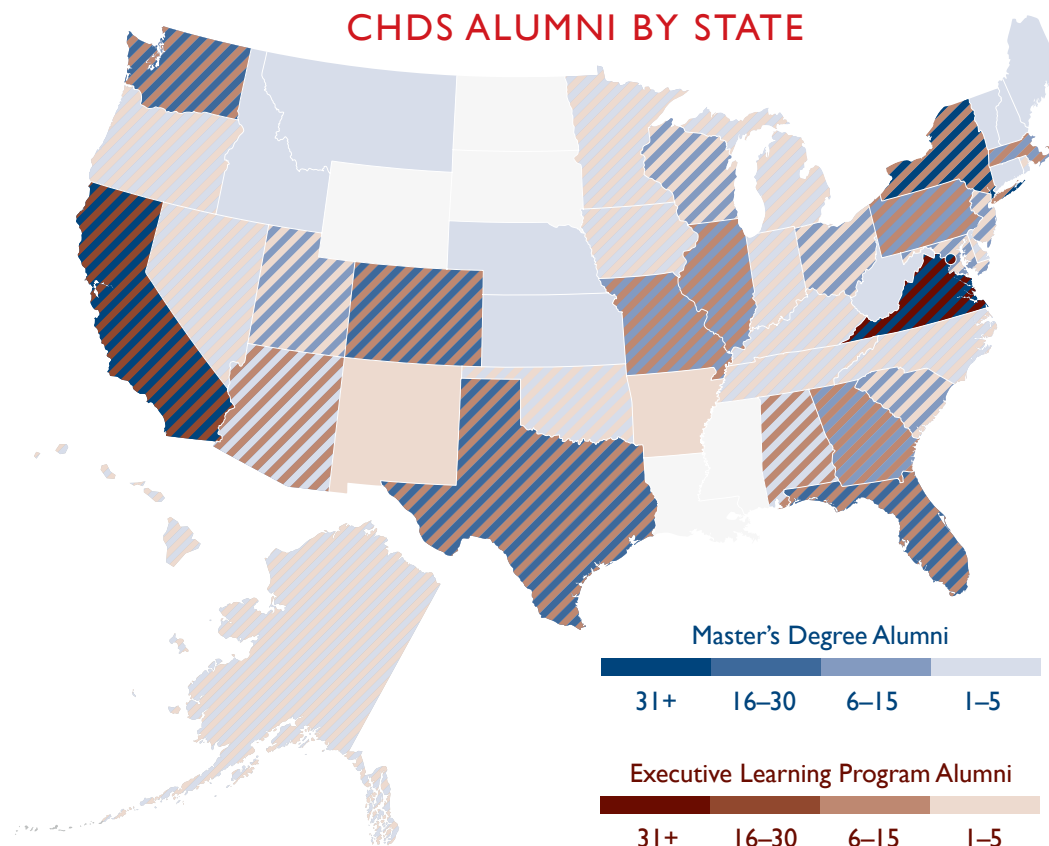 CHDS ALUMNI BY STATE
Master's Degree Alumni
31+ 16–30 6–15 1–5
Executive Learning Program Alumni
31+ 16–30 6–15 1–5